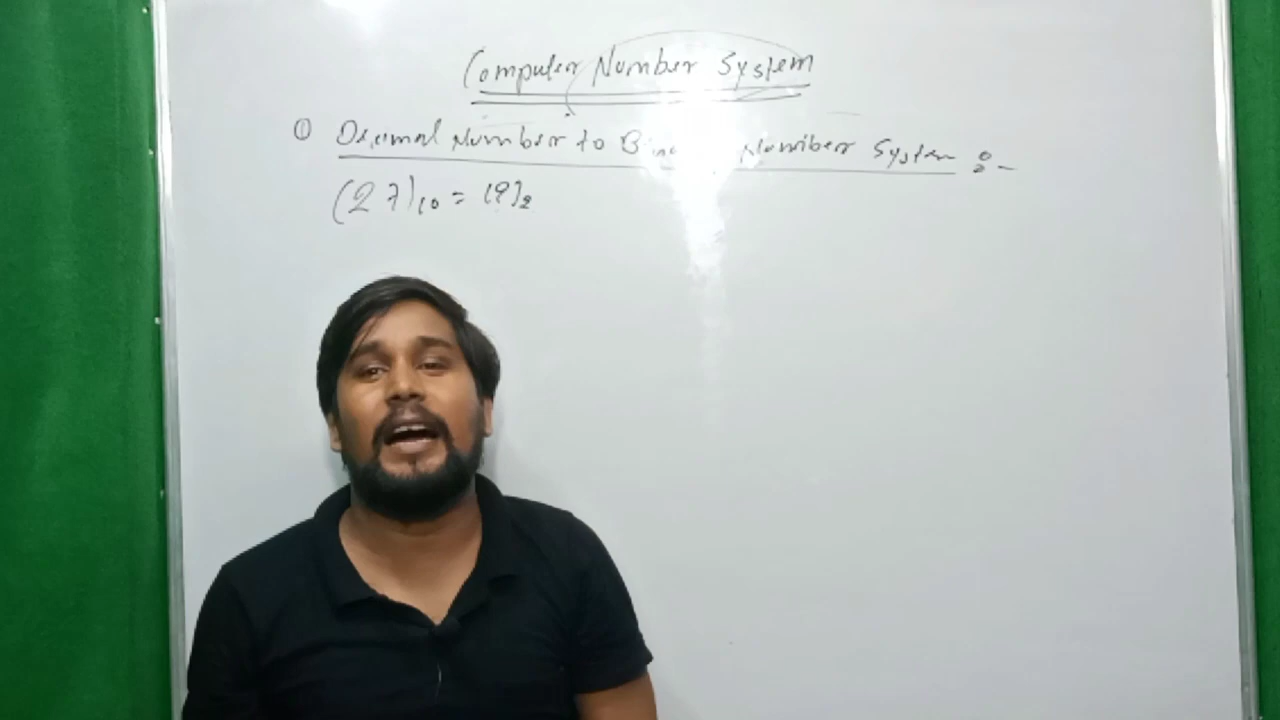 Computer Number System
① Decimal Number to Binary Number System :-
(27)10 = (?)2